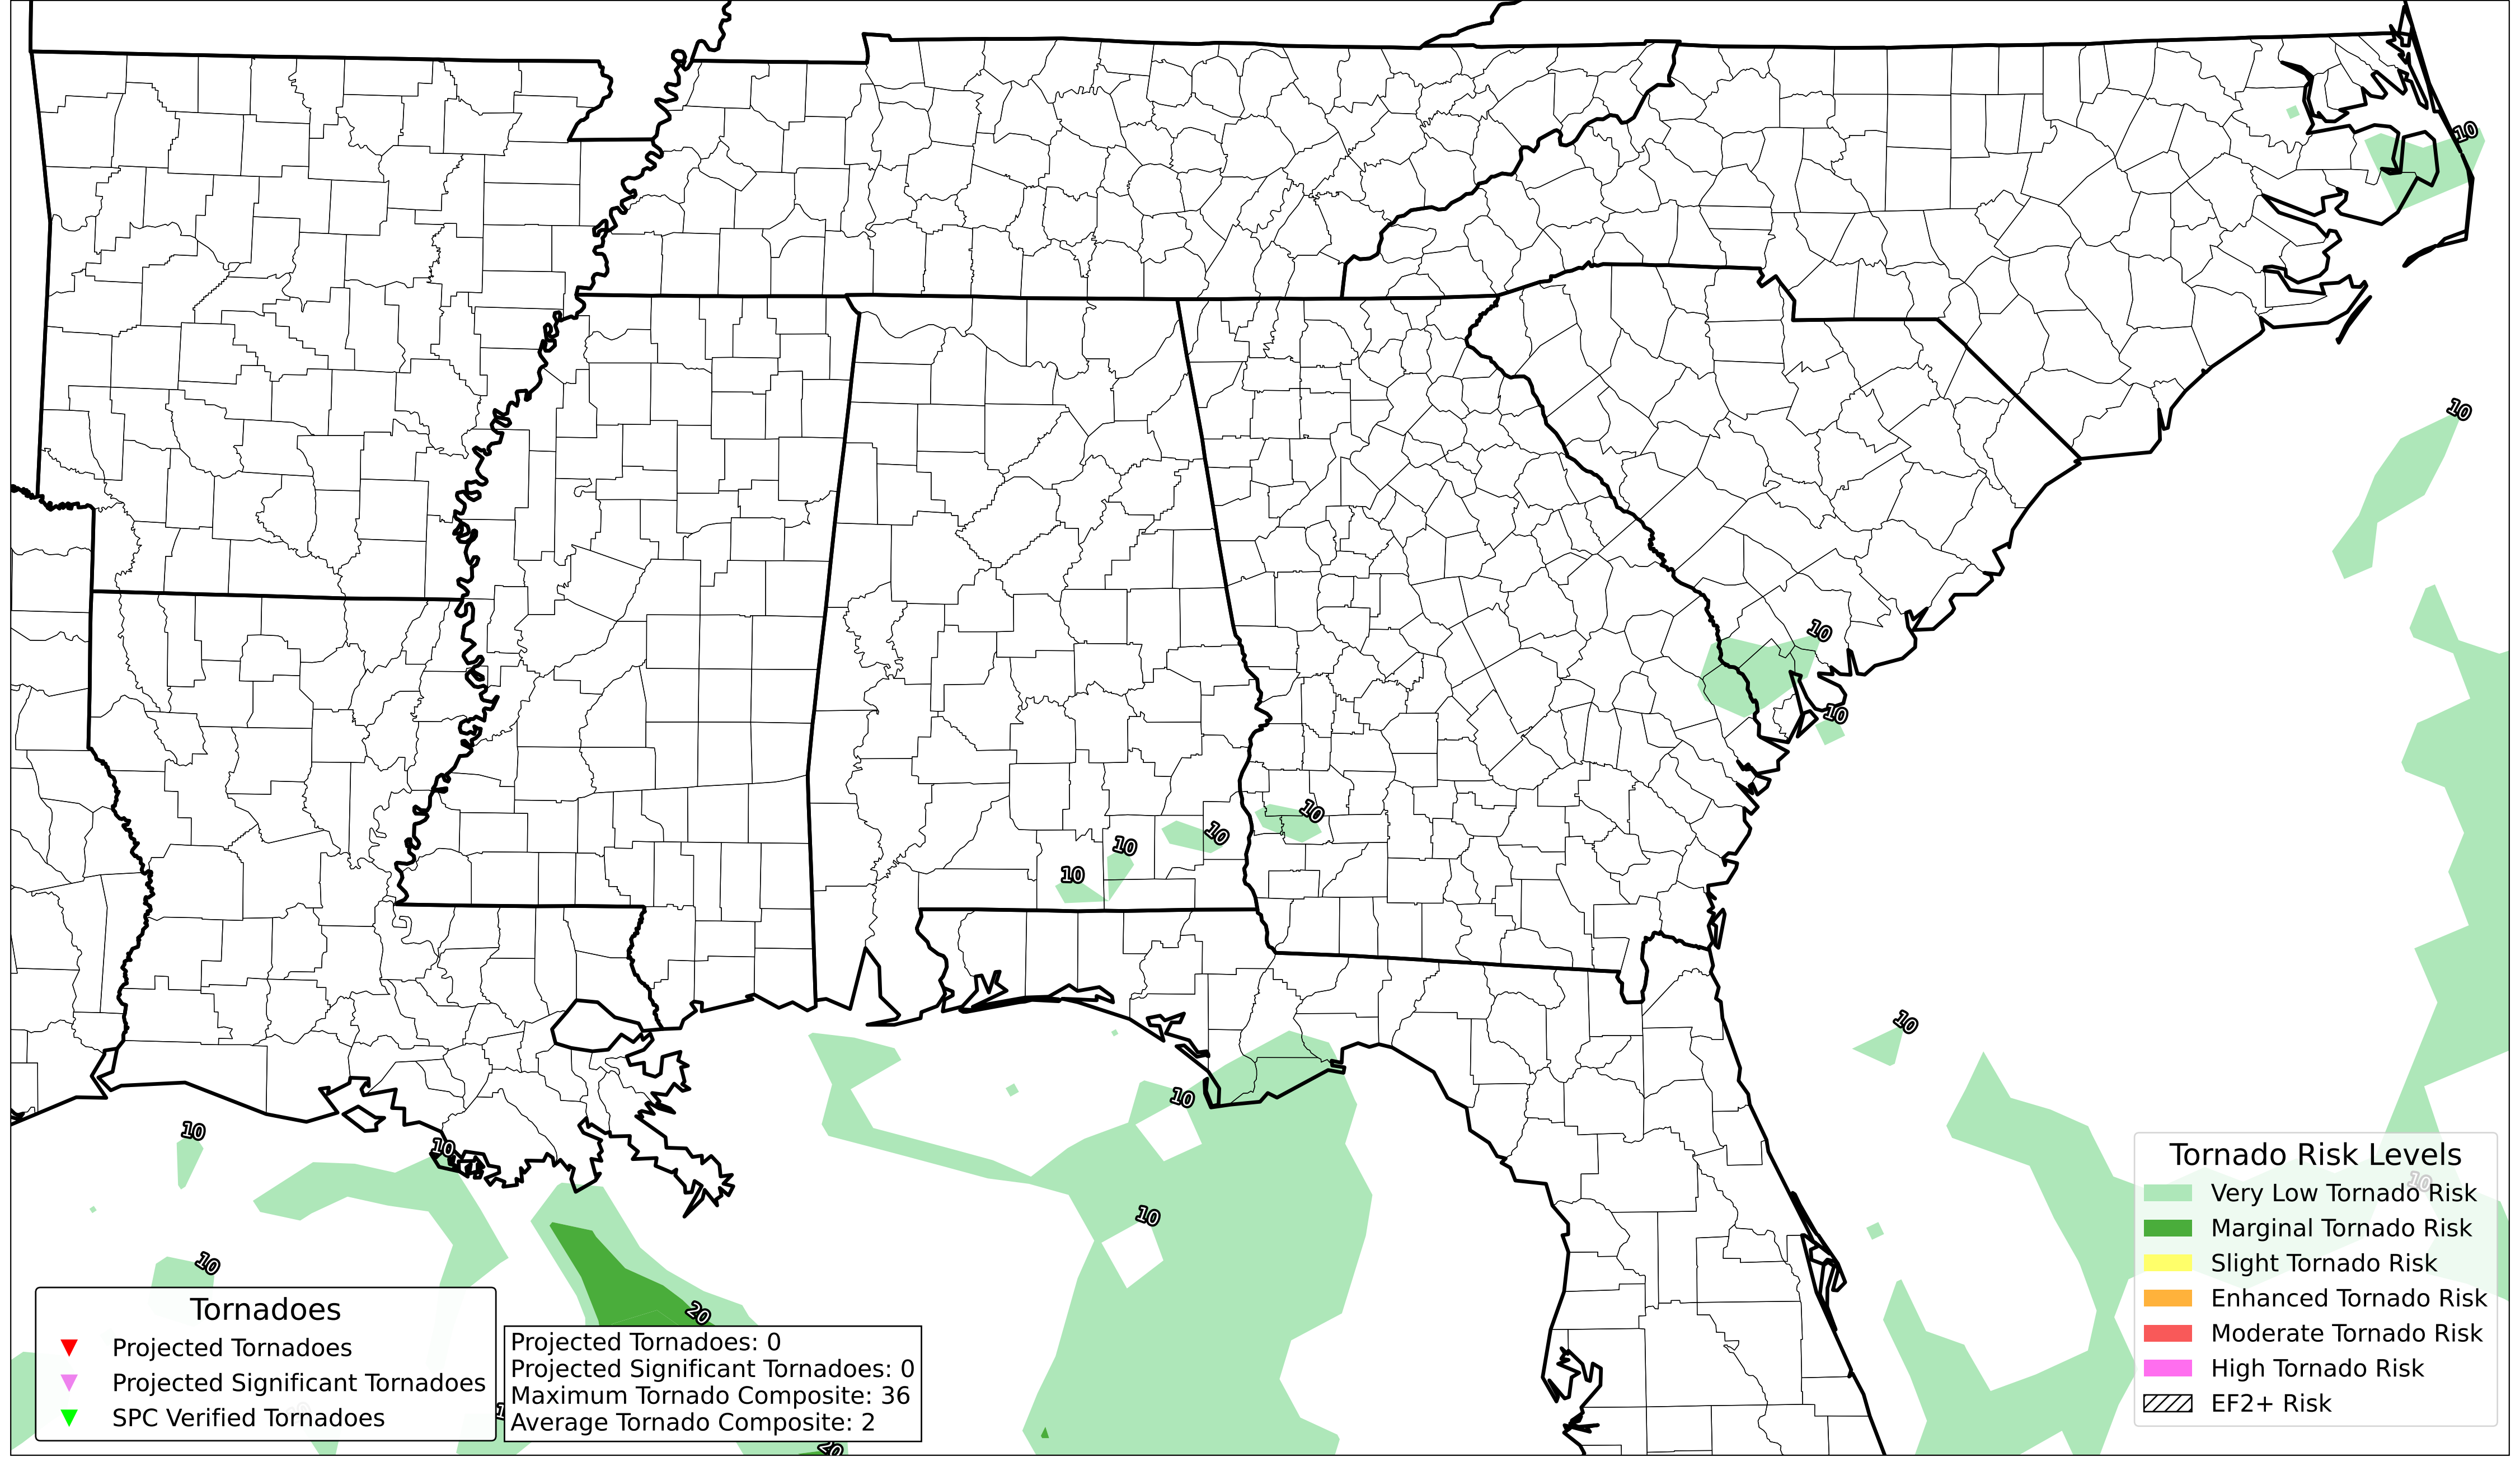 10
10
10
10
10
10
10
10
10
10
10
10
10
10
20
20
Tornado Risk Levels
Very Low Tornado Risk
Marginal Tornado Risk
Slight Tornado Risk
Enhanced Tornado Risk
Moderate Tornado Risk
High Tornado Risk
EF2+ Risk
10
Tornadoes
Projected Tornadoes
Projected Significant Tornadoes
SPC Verified Tornadoes
Projected Tornadoes: 0
Projected Significant Tornadoes: 0
Maximum Tornado Composite: 36
Average Tornado Composite: 2